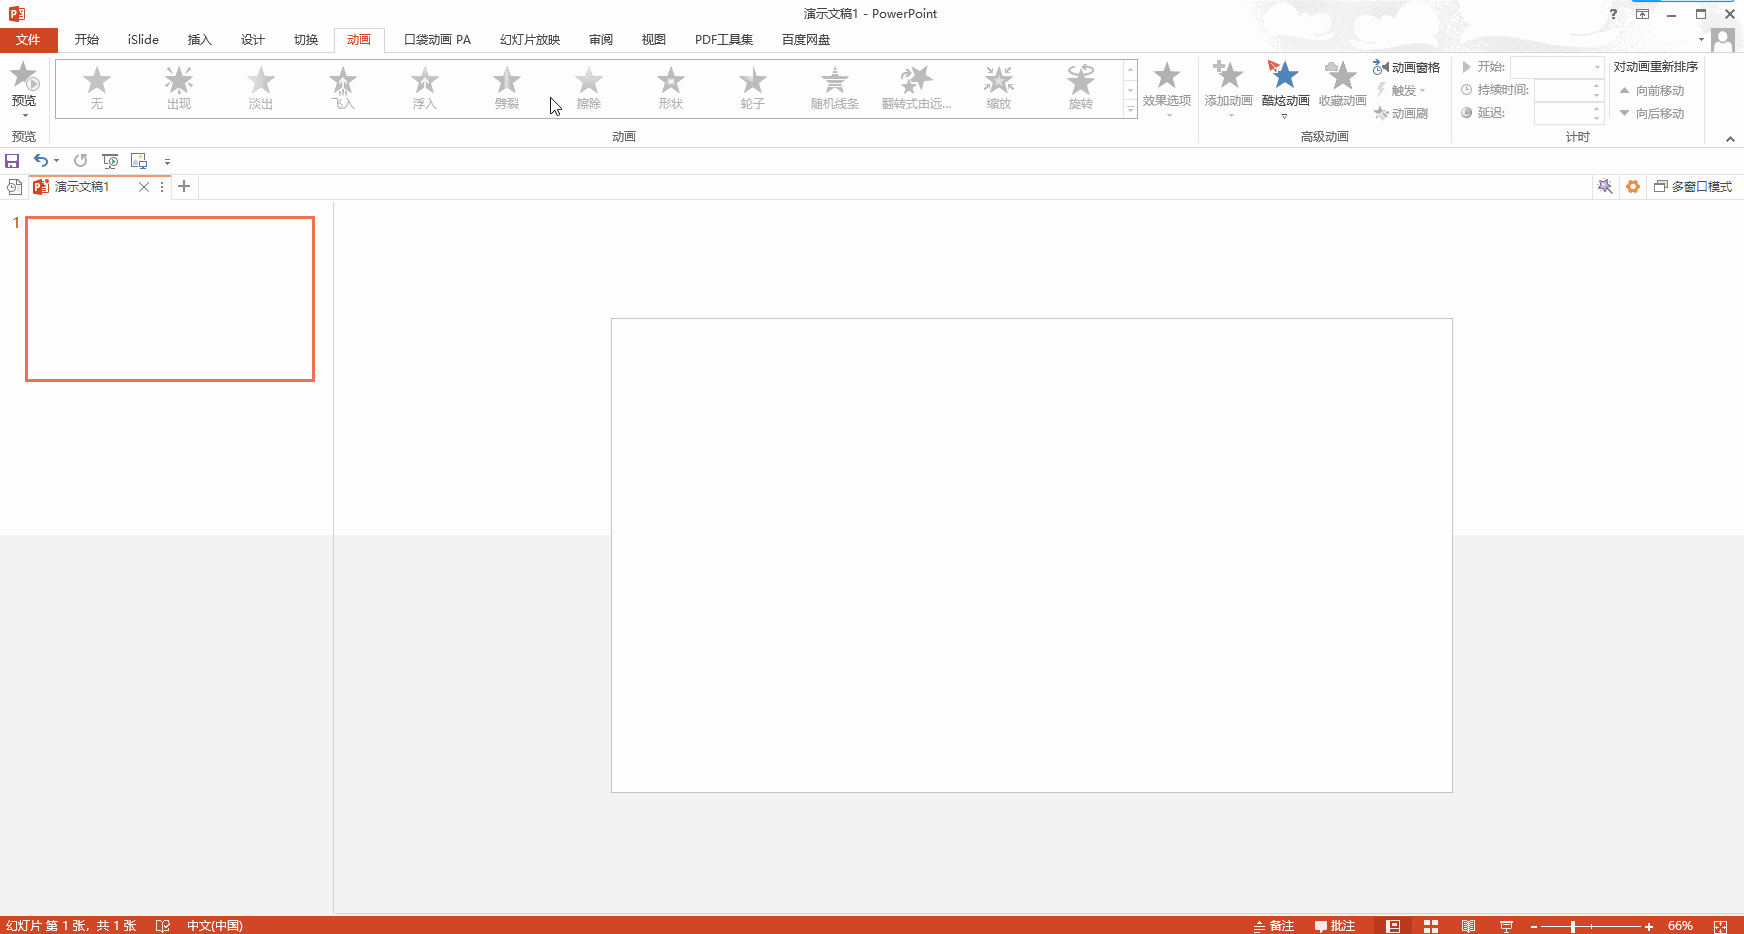 演示文稿1 - PowerPoint
?
文件 开始 iSlide 插入 设计 切换 动画 口袋动画 PA 幻灯片放映 审阅 视图 PDF工具集 百度网盘
预览 无 出现 淡出 飞入 浮入 劈裂 擦除 形状 轮子 随机线条 翻转式由远... 缩放 旋转 效果选项 添加动画 酷炫动画 收藏动画
动画窗格 开始: 对动画重新排序
触发 持续时间: 向前移动
动画刷 延迟: 向后移动
预览 动画 高级动画 计时
演示文稿1 多窗口模式
1
幻灯片 第 1 张，共 1 张 中文(中国) 备注 批注 66%